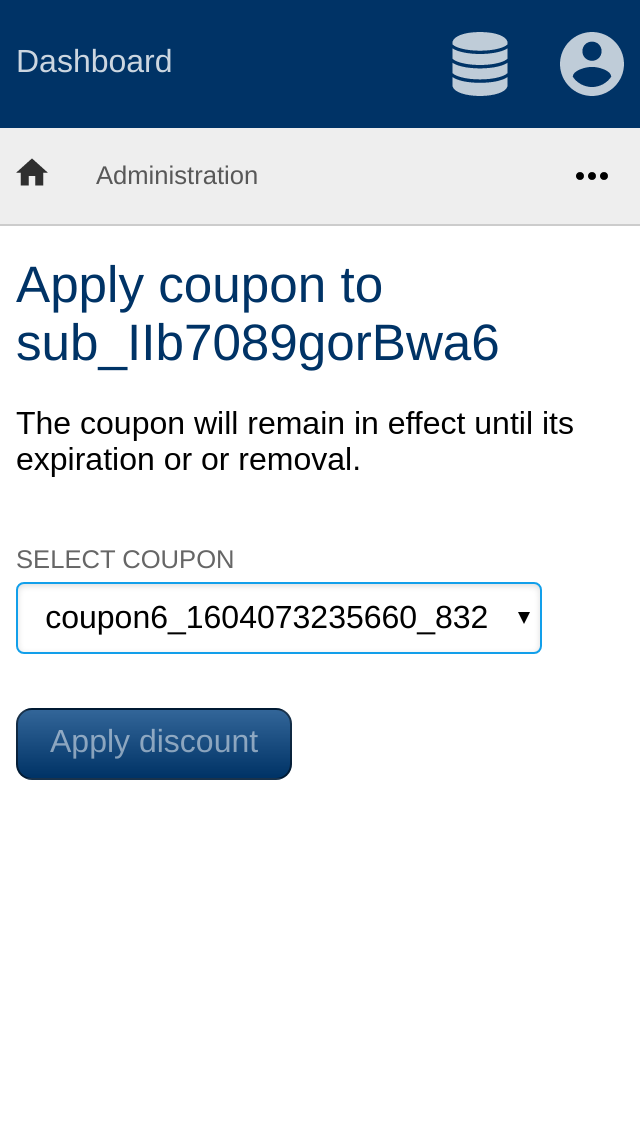 Dashboard
Administration
Apply coupon to
sub_IIb7089gorBwa6
The coupon will remain in effect until its
expiration or or removal.
SELECT COUPON
coupon6_1604073235660_832
Apply discount